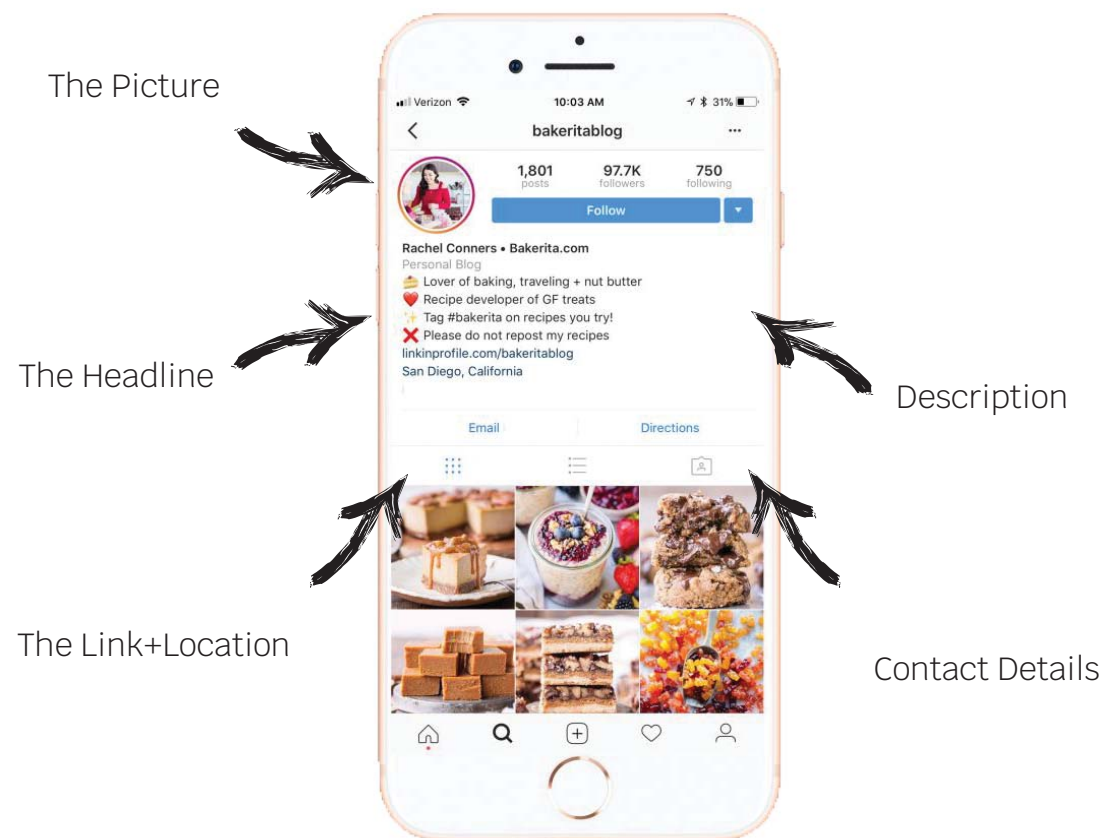 The Picture
Verizon 10:03 AM 31%
bakeritablog
1,801 97.7K 750
posts followers following
Follow
Rachel Conners • Bakerita.com
Personal Blog
🍰 Lover of baking, traveling + nut butter
❤️ Recipe developer of GF treats
✨ Tag #bakerita on recipes you try!
❌ Please do not repost my recipes
linkinprofile.com/bakeritablog
San Diego, California
The Headline
Description
Email Directions
The Link+Location
Contact Details